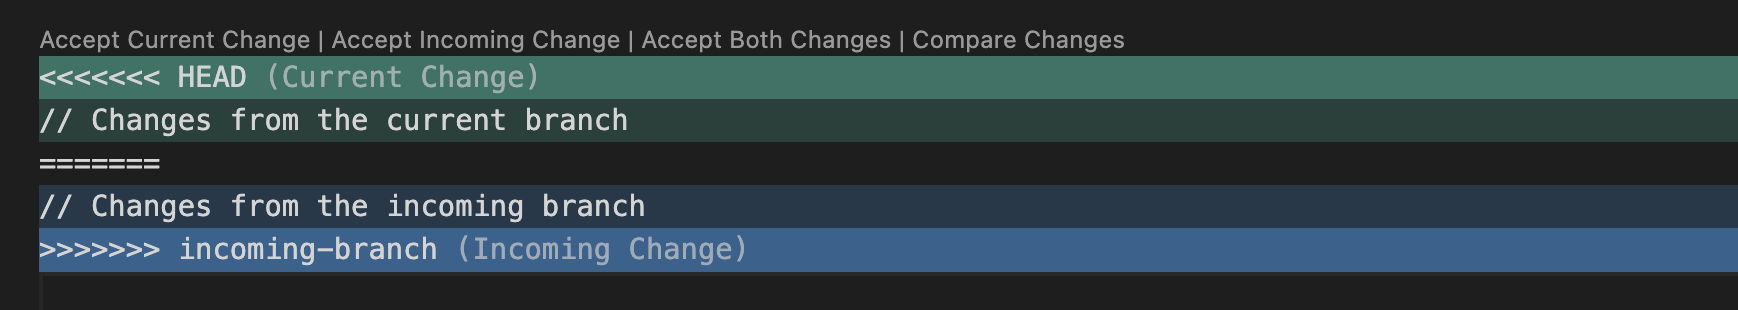 Accept Current Change | Accept Incoming Change | Accept Both Changes | Compare Changes
<<<<<<< HEAD (Current Change)
// Changes from the current branch
=======
// Changes from the incoming branch
>>>>>>> incoming-branch (Incoming Change)